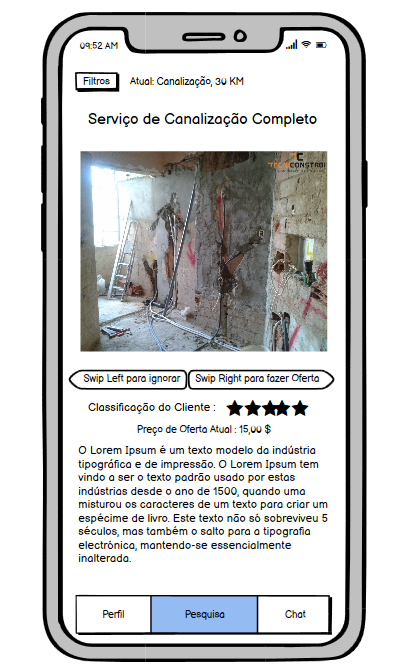 09:52 AM
Filtros
Atual: Canalização, 30 KM
Serviço de Canalização Completo
Swip Left para ignorar
Swip Right para fazer Oferta
Classificação do Cliente :
Preço de Oferta Atual : 15,00 $
O Lorem Ipsum é um texto modelo da indústria
tipográfica e de impressão. O Lorem Ipsum tem
vindo a ser o texto padrão usado por estas
indústrias desde o ano de 1500, quando uma
misturou os caracteres de um texto para criar um
espécime de livro. Este texto não só sobreviveu 5
séculos, mas também o salto para a tipografia
electrónica, mantendo-se essencialmente
inalterada.
Perfil
Pesquisa
Chat